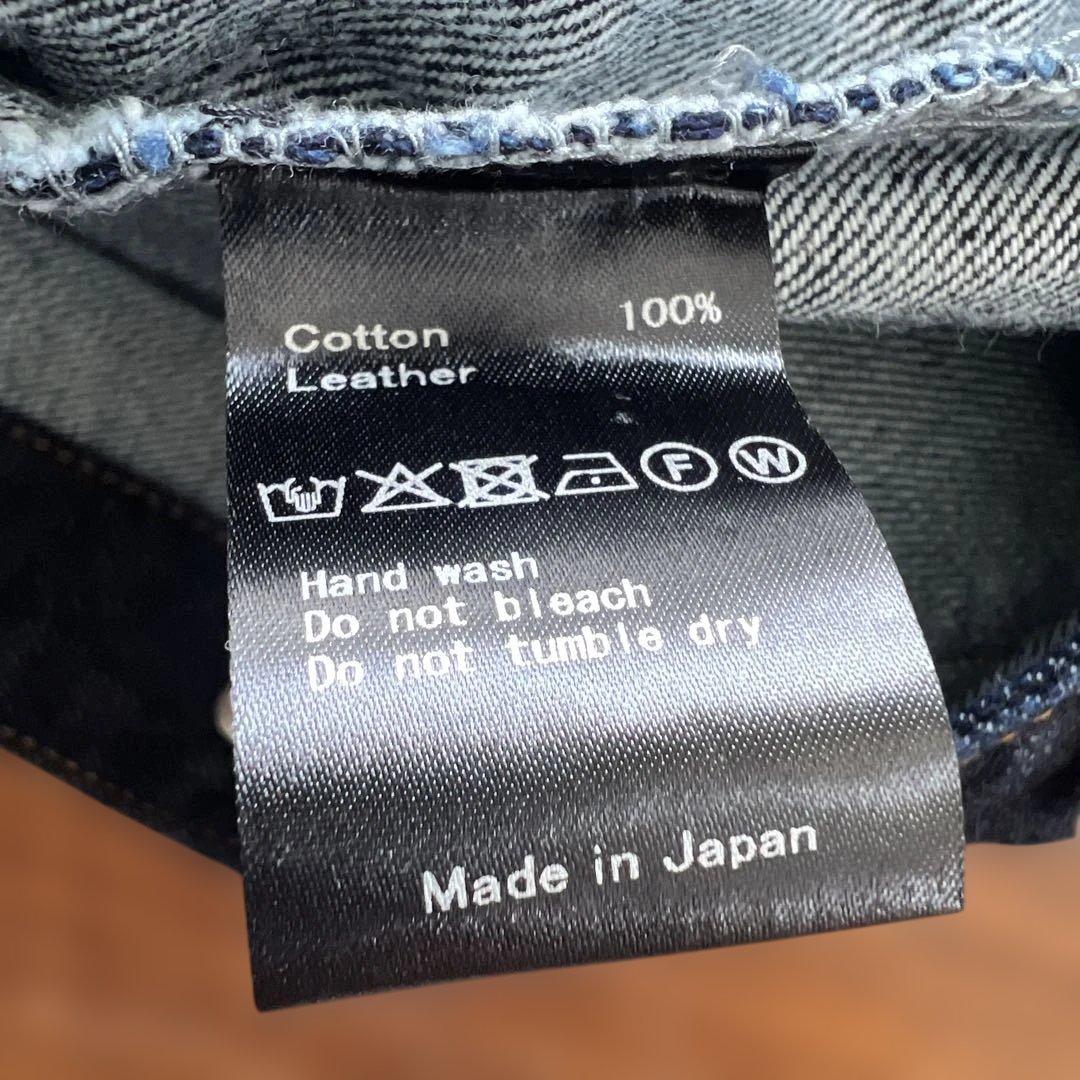 Cotton 100%
Leather
F W
Hand wash
Do not bleach
Do not tumble dry
Made in Japan